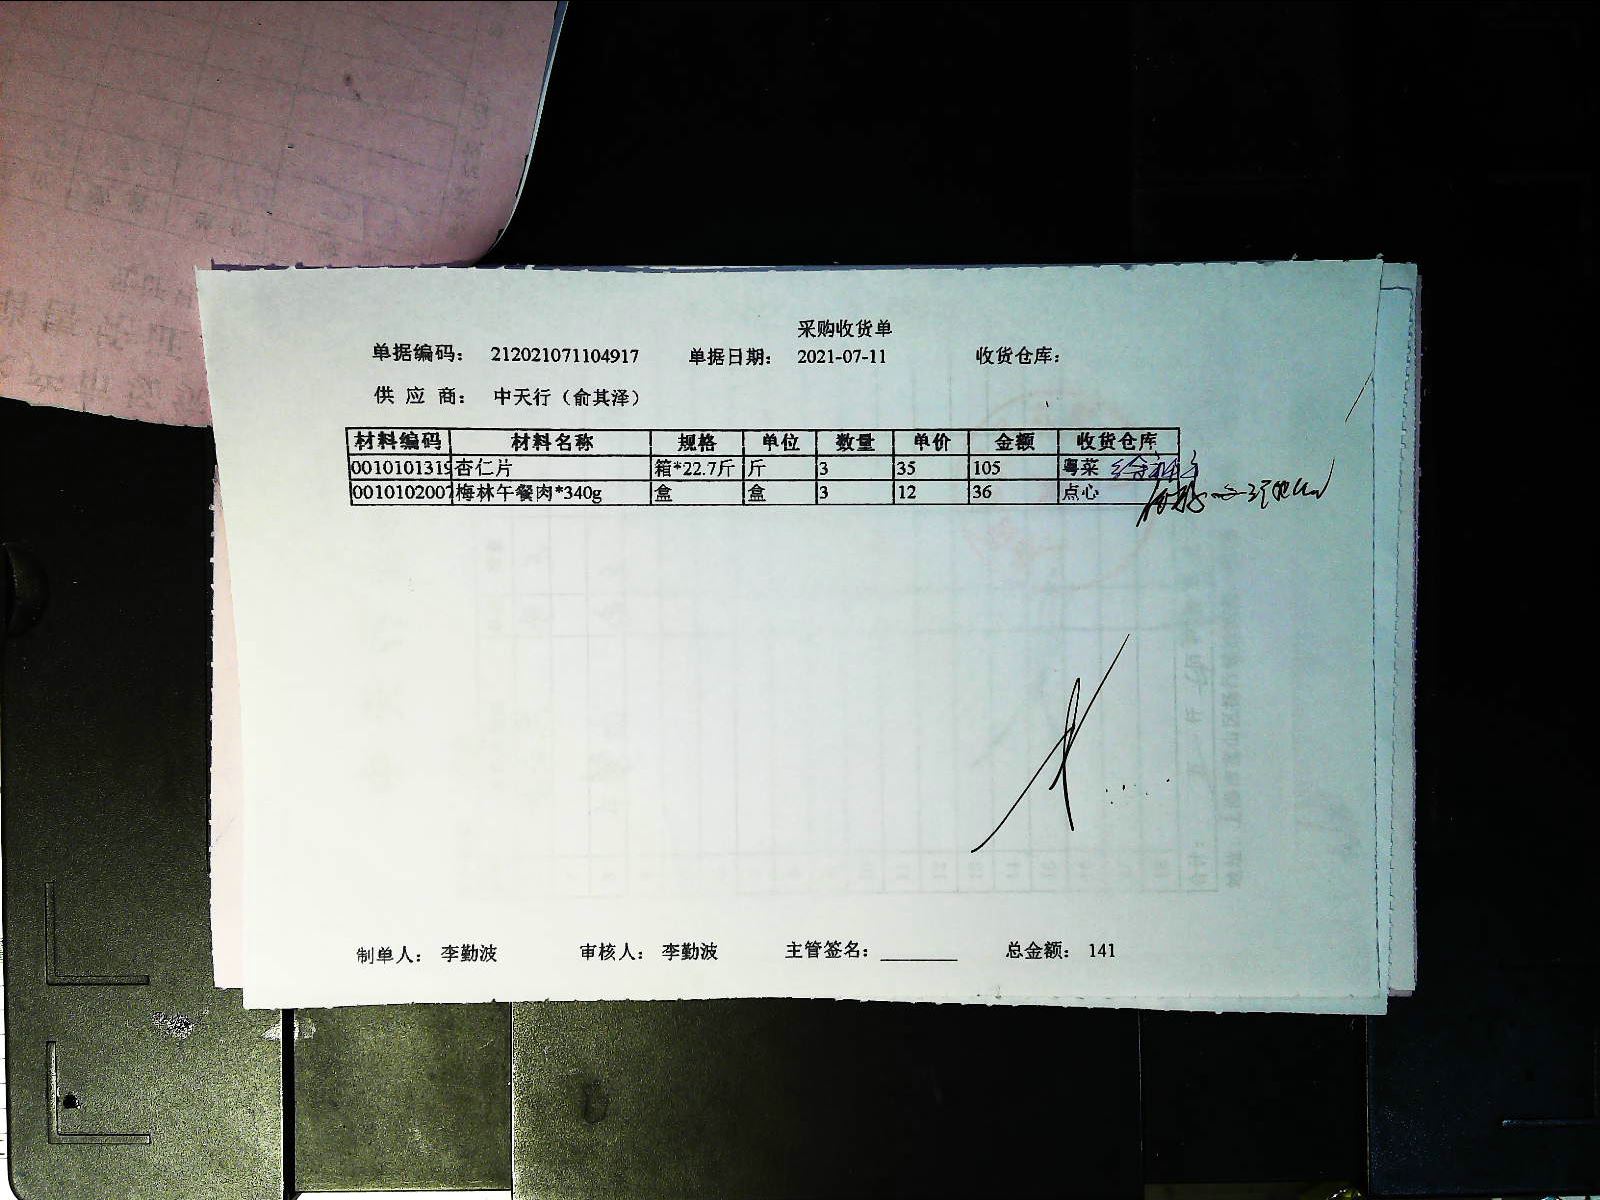 采购收货单
单据编码: 212021071104917 单据日期: 2021-07-11 收货仓库:
供 应 商: 中天行（俞其泽）
材料编码 材料名称 规格 单位 数量 单价 金额 收货仓库
0010101319 杏仁片 箱*22.7斤 斤 3 35 105 粤菜
0010102007 梅林午餐肉*340g 盒 盒 3 12 36 点心
制单人: 李勤波 审核人: 李勤波 主管签名: 总金额: 141